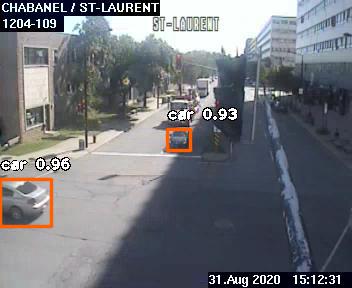 CHABANEL / ST-LAURENT
1204-109
ST-LAURENT
car 0.93
car 0.96
31.Aug 2020 15:12:31